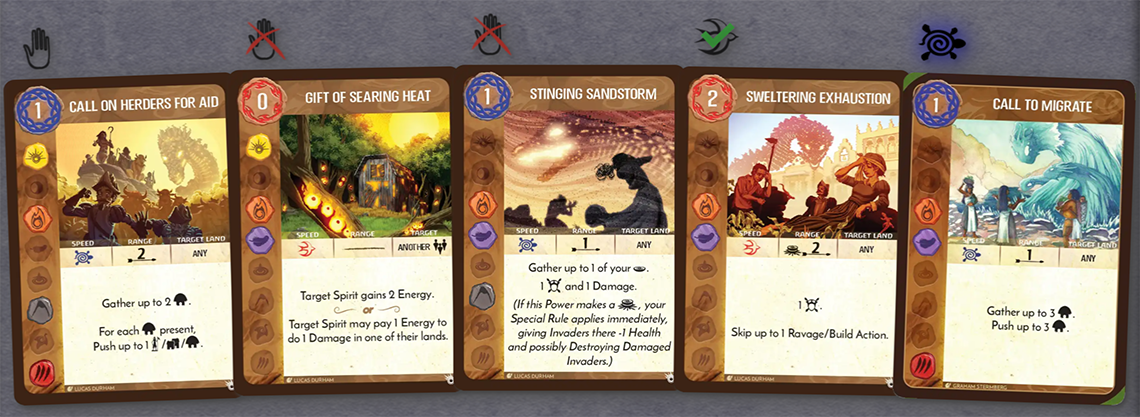 1
CALL ON HERDERS FOR AID
SPEED RANGE TARGET LAND
2 ANY
Gather up to 2 .
For each present,
Push up to 1 / / .
LUCAS DURHAM
0
GIFT OF SEARING HEAT
SPEED RANGE TARGET
ANOTHER
Target Spirit gains 2 Energy.
or
Target Spirit may pay 1 Energy to
do 1 Damage in one of their lands.
LUCAS DURHAM
1
STINGING SANDSTORM
SPEED RANGE TARGET LAND
1 ANY
Gather up to 1 of your .
1 and 1 Damage.
(If this Power makes a , your
Special Rule applies immediately,
giving Invaders there -1 Health
and possibly Destroying Damaged
Invaders.)
LUCAS DURHAM
2
SWELTERING EXHAUSTION
SPEED RANGE TARGET LAND
2 ANY
1 .
Skip up to 1 Ravage/Build Action.
LUCAS DURHAM
1
CALL TO MIGRATE
SPEED RANGE TARGET LAND
1 ANY
Gather up to 3 .
Push up to 3 .
GRAHAM STERNBERG